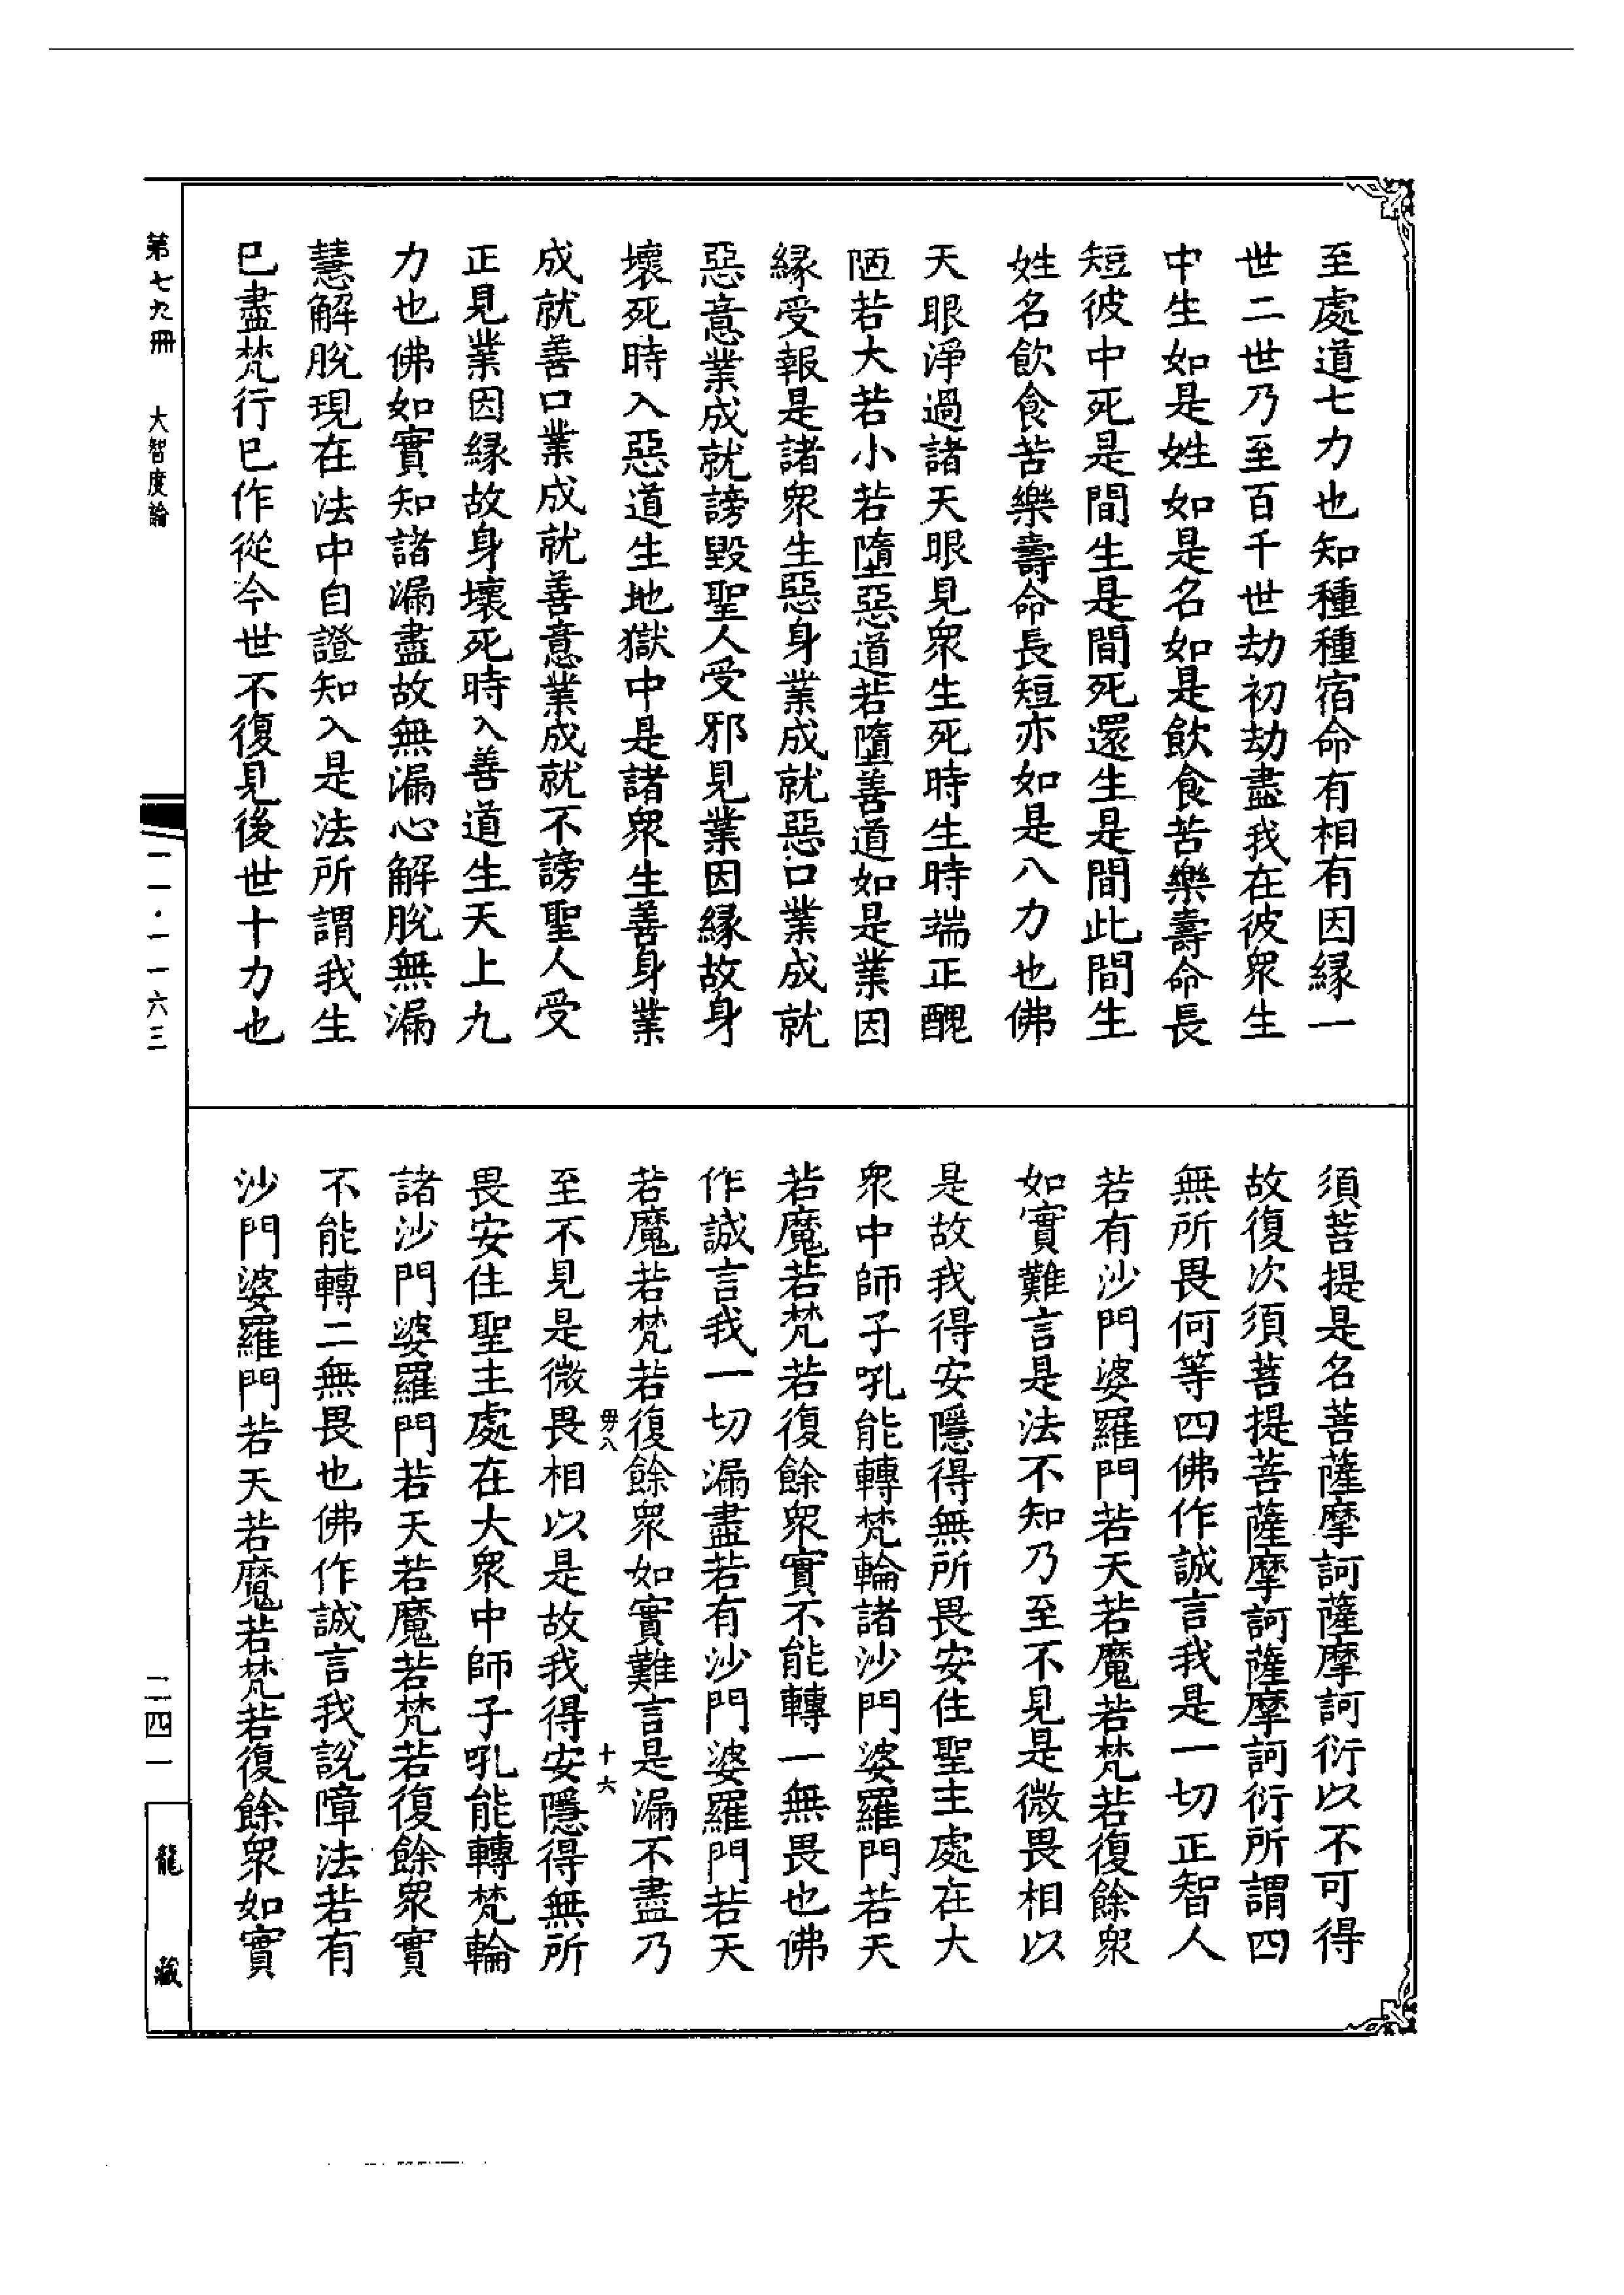 至處道七力也知種種宿命有相有因緣一
世二世乃至百千世劫初劫盡我在彼衆生
中生如是姓如是名如是飲食苦樂壽命長
短彼中死是間生是間死還生是間此間生
姓名飲食苦樂壽命長短亦如是八力也佛
天眼淨過諸天眼見衆生死時生時端正醜
陋若大若小若墮惡道若墮善道如是業因
緣受報是諸衆生惡身業成就惡口業成就
惡意業成就謗毀聖人受邪見業因緣故身
壞死時入惡道生地獄中是諸衆生善身業
成就善口業成就善意業成就不謗聖人受
正見業因緣故身壞死時入善道生天上九
力也佛如實知諸漏盡故無漏心解脫無漏
慧解脫現在法中自證知入是法所謂我生
已盡梵行已作從今世不復見後世十力也
須菩提是名菩薩摩訶薩摩訶衍以不可得
故復次須菩提菩薩摩訶薩摩訶衍所謂四
無所畏何等四佛作誠言我是一切正智人
若有沙門婆羅門若天若魔若梵若復餘衆
如實難言是法不知乃至不見是微畏相以
是故我得安隱得無所畏安住聖主處在大
衆中師子吼能轉梵輪諸沙門婆羅門若天
若魔若梵若復餘衆實不能轉一無畏也佛
作誠言我一切漏盡若有沙門婆羅門若天
若魔若梵若復餘衆如實難言是漏不盡乃
毋八
十六
至不見是微畏相以是故我得安隱得無所
畏安住聖主處在大衆中師子吼能轉梵輪
諸沙門婆羅門若天若魔若梵若復餘衆實
不能轉二無畏也佛作誠言我說障法若有
沙門婆羅門若天若魔若梵若復餘衆如實
第七九冊 大智度論
一一·一一六三
二四一
龍藏